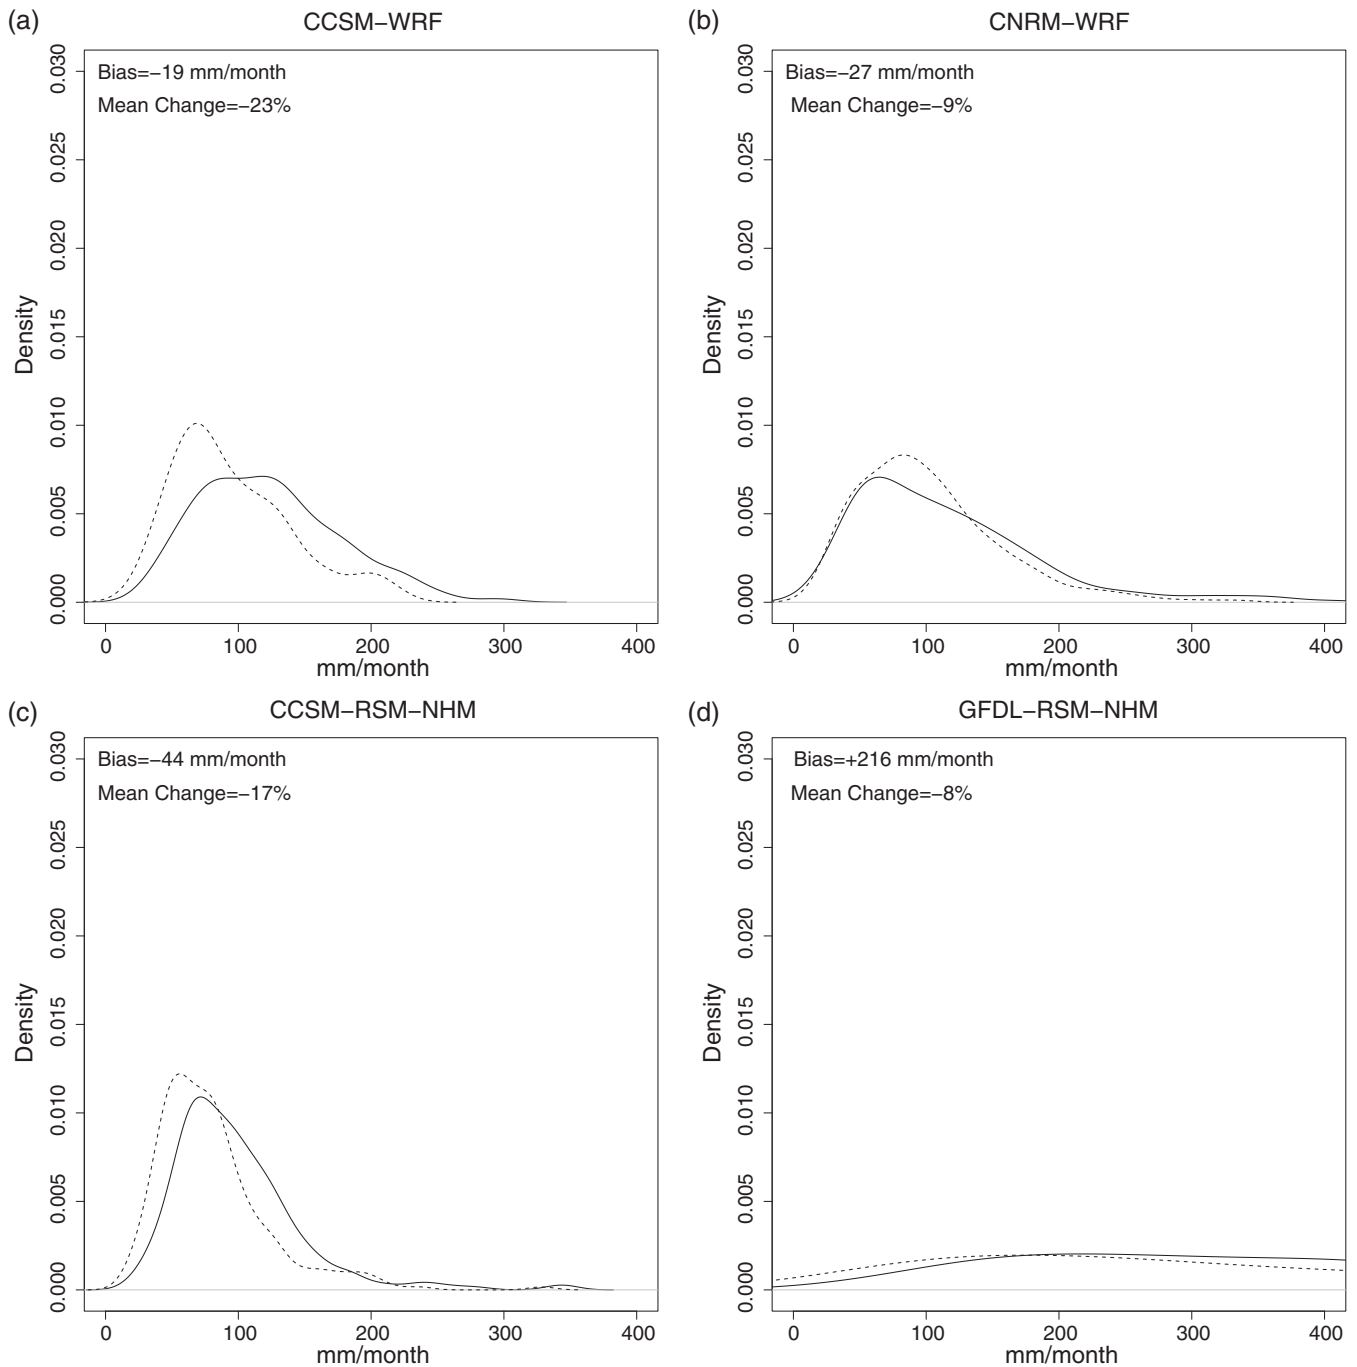 (a)
CCSM−WRF
Bias=−19 mm/month
Mean Change=−23%
Density
0.030
0.025
0.020
0.015
0.010
0.005
0.000
0 100 200 300 400
mm/month
(b)
CNRM−WRF
Bias=−27 mm/month
Mean Change=−9%
Density
0.030
0.025
0.020
0.015
0.010
0.005
0.000
0 100 200 300 400
mm/month
(c)
CCSM−RSM−NHM
Bias=−44 mm/month
Mean Change=−17%
Density
0.030
0.025
0.020
0.015
0.010
0.005
0.000
0 100 200 300 400
mm/month
(d)
GFDL−RSM−NHM
Bias=+216 mm/month
Mean Change=−8%
Density
0.030
0.025
0.020
0.015
0.010
0.005
0.000
0 100 200 300 400
mm/month